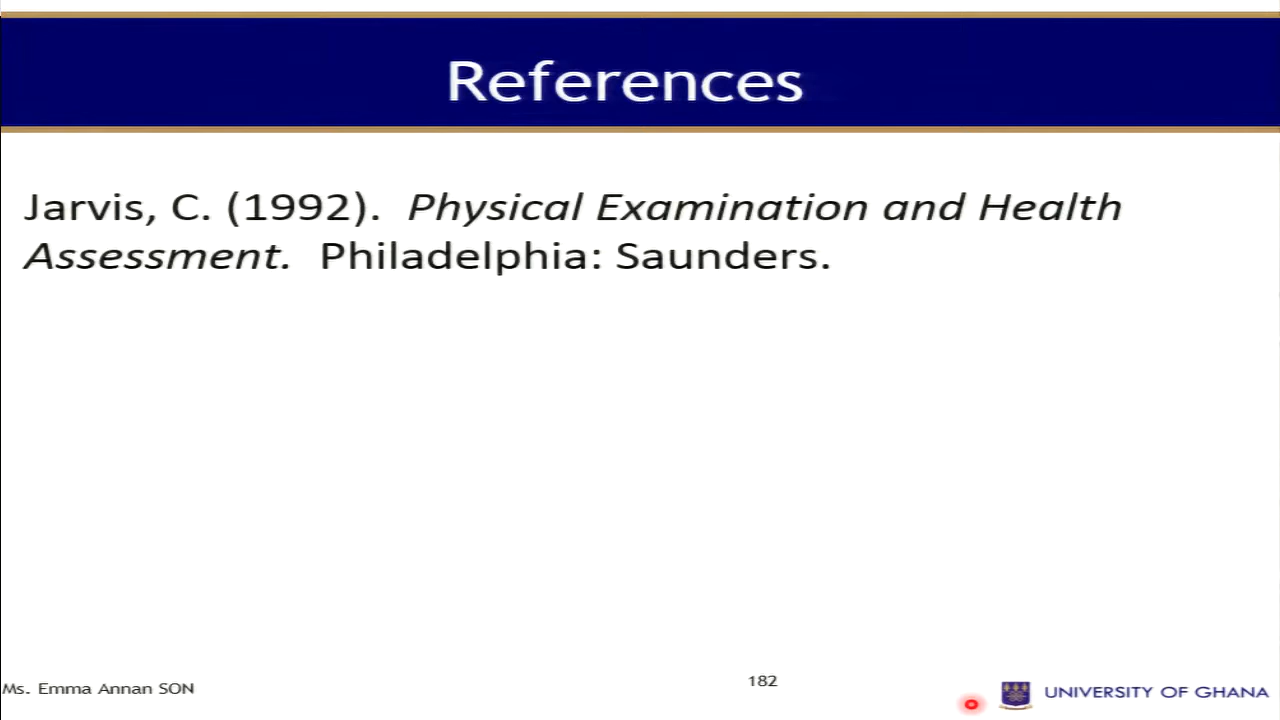 References
Jarvis, C. (1992). Physical Examination and Health
Assessment. Philadelphia: Saunders.
Ms. Emma Annan SON
182
UNIVERSITY OF GHANA